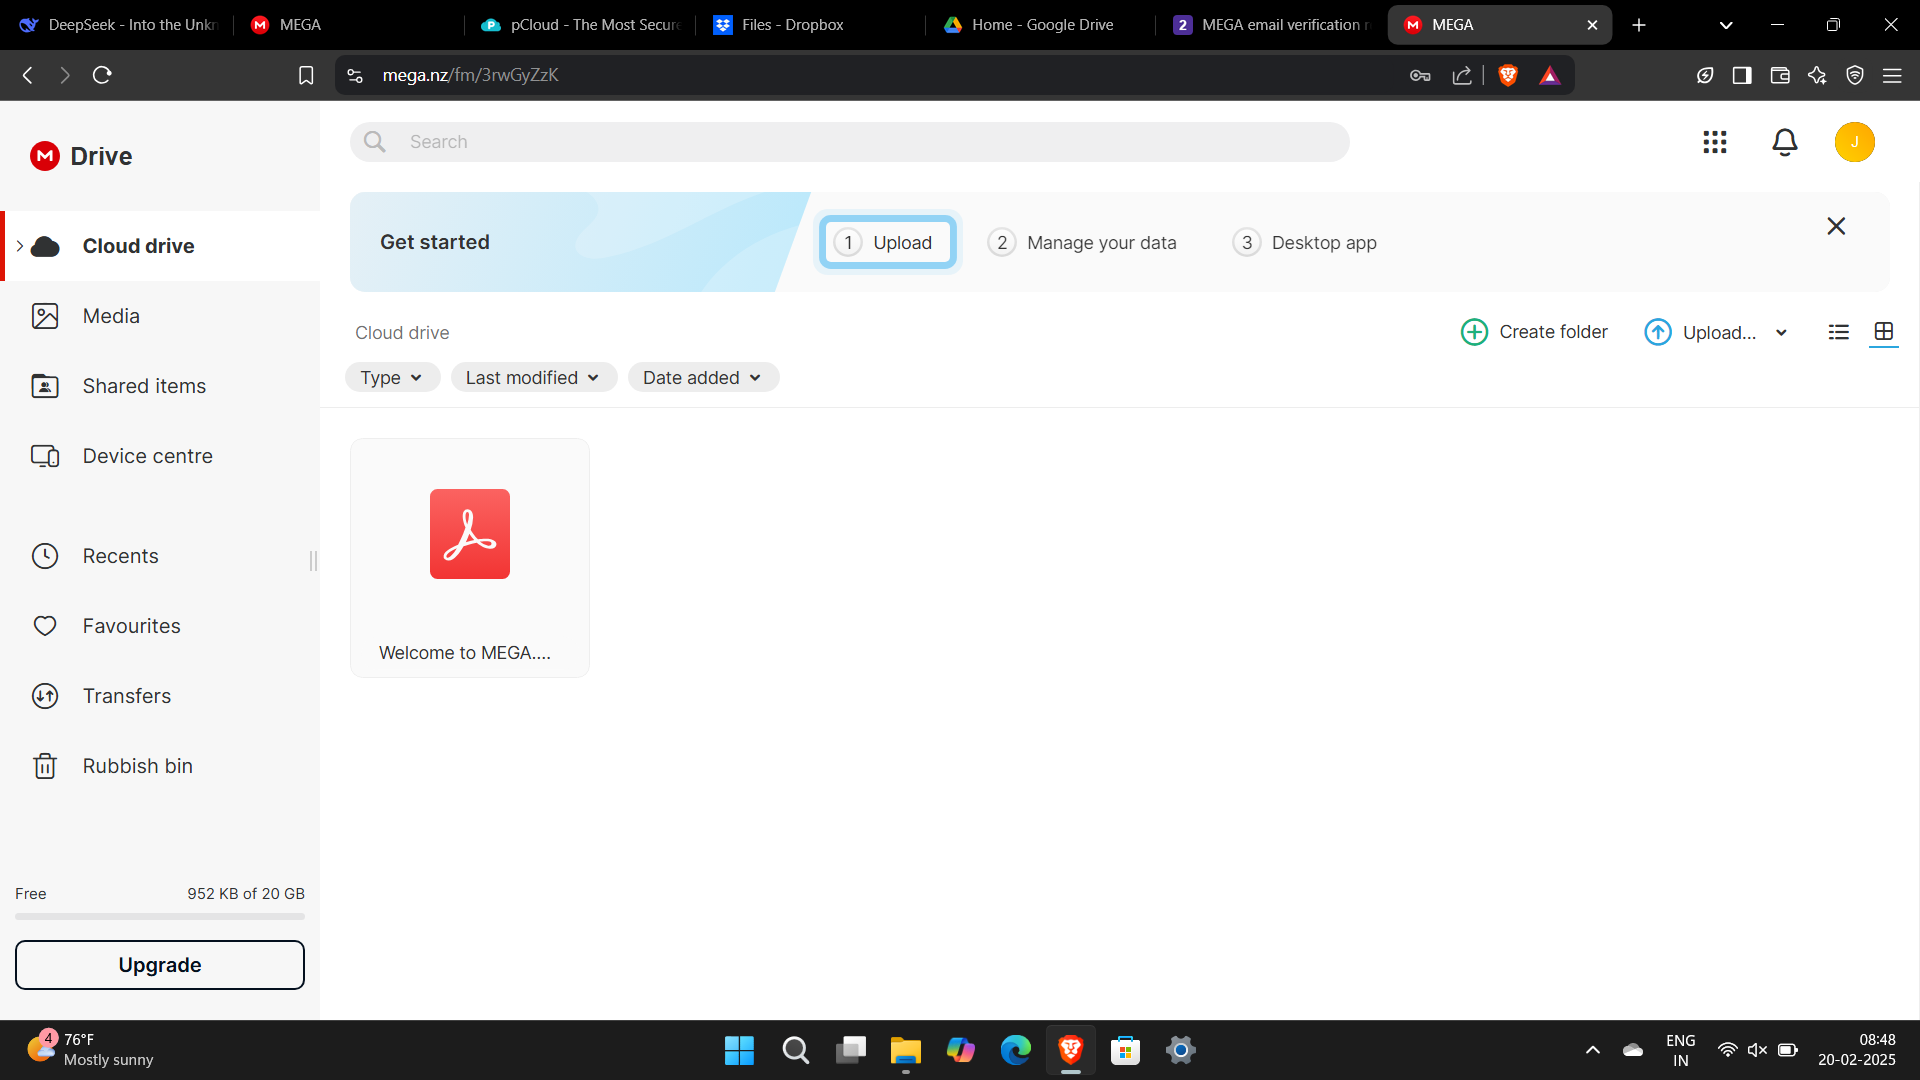 DeepSeek - Into the Unkn
MEGA
pCloud - The Most Secure
Files - Dropbox
Home - Google Drive
2 MEGA email verification r
MEGA
mega.nz/fm/3rwGyZzK
Drive
Search
J
Cloud drive
Media
Shared items
Device centre
Recents
Favourites
Transfers
Rubbish bin
Free 952 KB of 20 GB
Upgrade
Get started
1 Upload
2 Manage your data
3 Desktop app
Cloud drive
Create folder
Upload...
Type
Last modified
Date added
Welcome to MEGA....
4
76°F
Mostly sunny
ENG
IN
08:48
20-02-2025